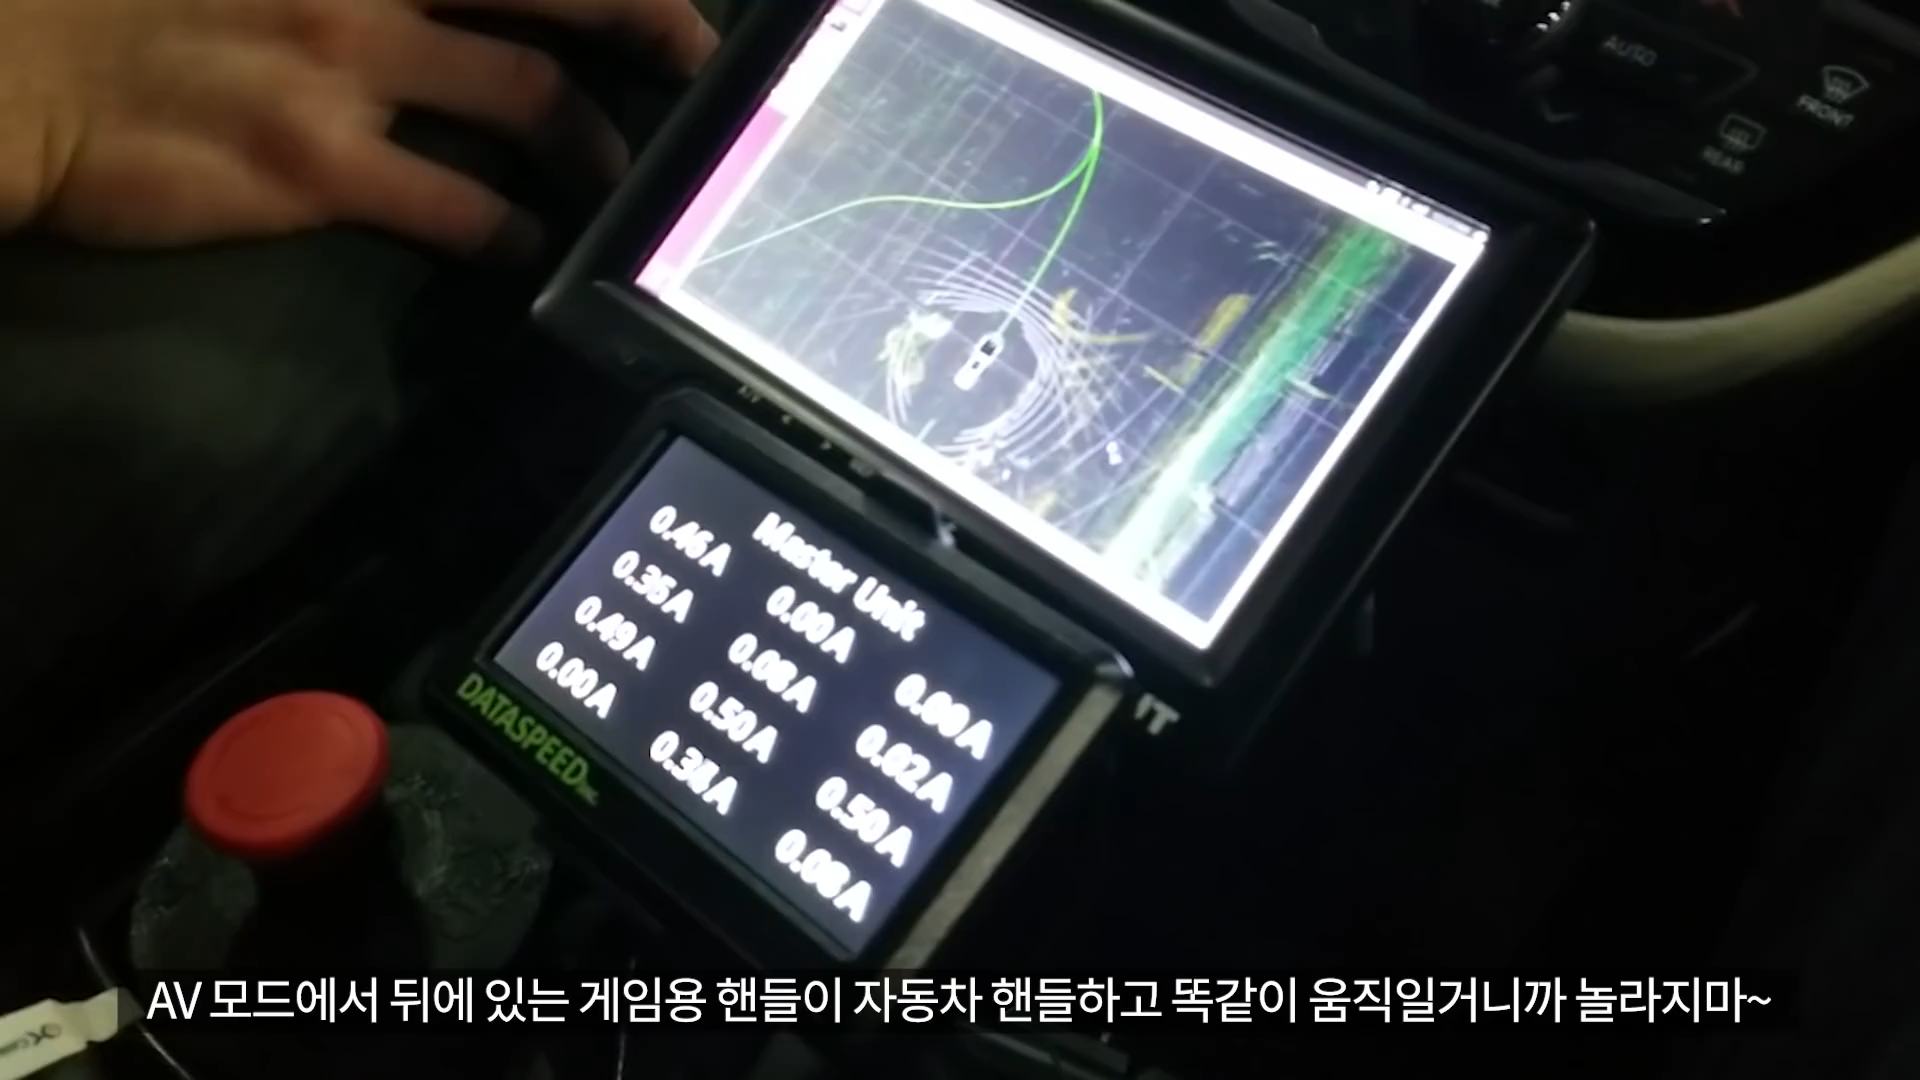 AUTO
FRONT
REAR
Master Unit
0.46A 0.00A 0.00A
0.35A 0.08A 0.02A
0.49A 0.50A 0.50A
0.00A 0.08A
DATASPEED Inc.
AV 모드에서 뒤에 있는 게임용 핸들이 자동차 핸들하고 똑같이 움직일거니까 놀라지마~